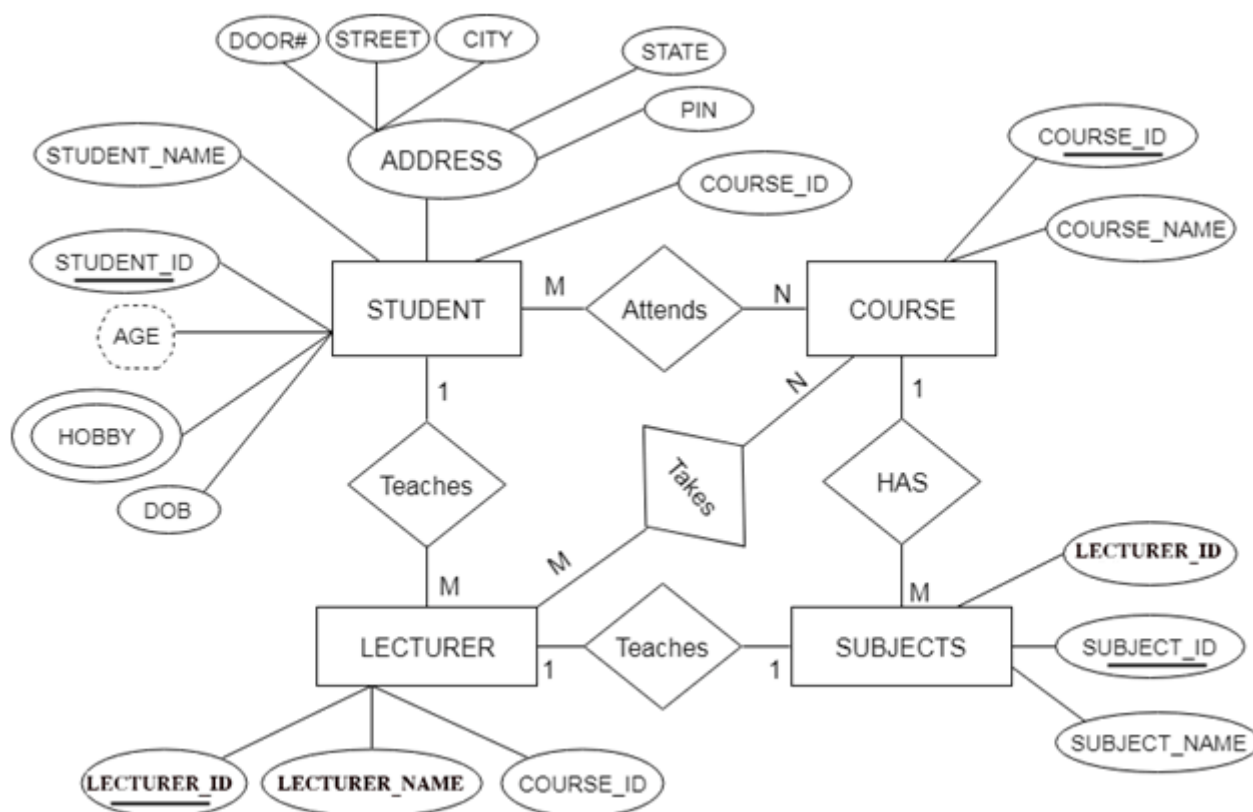 DOOR# STREET CITY
STATE
PIN
ADDRESS
STUDENT_NAME
COURSE_ID
COURSE_ID
COURSE_NAME
STUDENT_ID
AGE
HOBBY
DOB
STUDENT
M
Attends
N
COURSE
1
Teaches
M
N
Takes
M
1
HAS
M
LECTURER
1
Teaches
1
SUBJECTS
LECTURER_ID
SUBJECT_ID
SUBJECT_NAME
LECTURER_ID
LECTURER_NAME
COURSE_ID